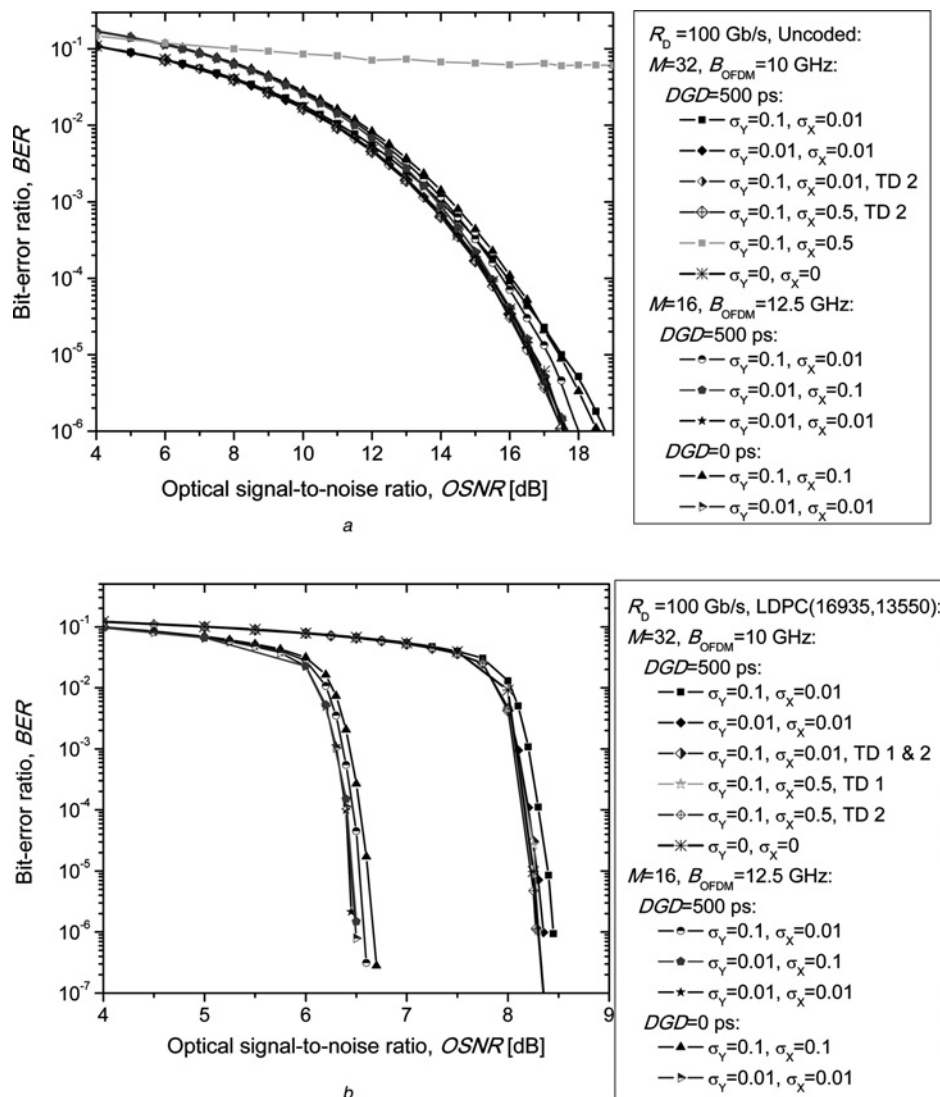 10⁻¹
10⁻²
10⁻³
10⁻⁴
10⁻⁵
10⁻⁶
Bit-error ratio, BER
4 6 8 10 12 14 16 18
Optical signal-to-noise ratio, OSNR [dB]
a
R_D =100 Gb/s, Uncoded:
M=32, B_OFDM=10 GHz:
DGD=500 ps:
σ_Y=0.1, σ_X=0.01
σ_Y=0.01, σ_X=0.01
σ_Y=0.1, σ_X=0.01, TD 2
σ_Y=0.1, σ_X=0.5, TD 2
σ_Y=0.1, σ_X=0.5
σ_Y=0, σ_X=0
M=16, B_OFDM=12.5 GHz:
DGD=500 ps:
σ_Y=0.1, σ_X=0.01
σ_Y=0.01, σ_X=0.1
σ_Y=0.01, σ_X=0.01
DGD=0 ps:
σ_Y=0.1, σ_X=0.1
σ_Y=0.01, σ_X=0.01
10⁻¹
10⁻²
10⁻³
10⁻⁴
10⁻⁵
10⁻⁶
10⁻⁷
Bit-error ratio, BER
4 5 6 7 8 9
Optical signal-to-noise ratio, OSNR [dB]
b
R_D =100 Gb/s, LDPC(16935,13550):
M=32, B_OFDM=10 GHz:
DGD=500 ps:
σ_Y=0.1, σ_X=0.01
σ_Y=0.01, σ_X=0.01
σ_Y=0.1, σ_X=0.01, TD 1 & 2
σ_Y=0.1, σ_X=0.5, TD 1
σ_Y=0.1, σ_X=0.5, TD 2
σ_Y=0, σ_X=0
M=16, B_OFDM=12.5 GHz:
DGD=500 ps:
σ_Y=0.1, σ_X=0.01
σ_Y=0.01, σ_X=0.1
σ_Y=0.01, σ_X=0.01
DGD=0 ps:
σ_Y=0.1, σ_X=0.1
σ_Y=0.01, σ_X=0.01